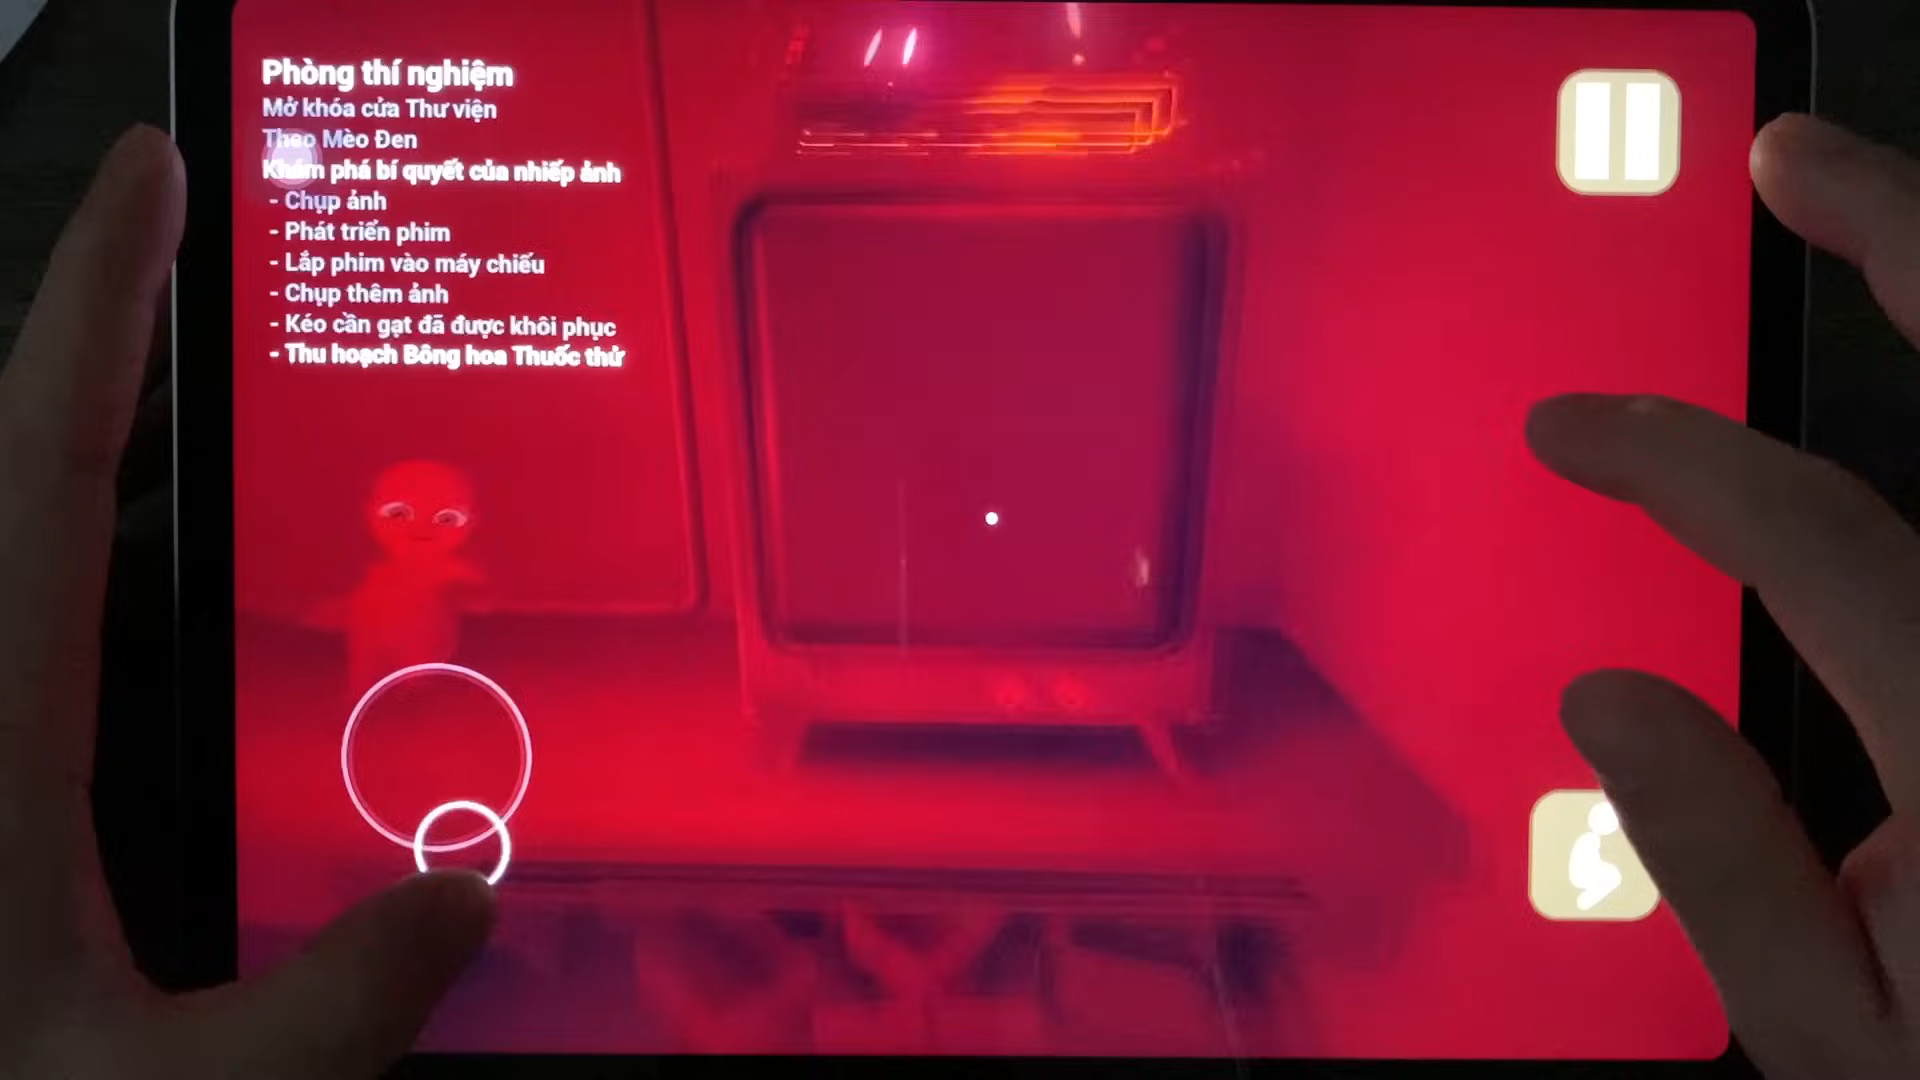 Phòng thí nghiệm
Mở khóa cửa Thư viện
Theo Mèo Đen
Khám phá bí quyết của nhiếp ảnh
- Chụp ảnh
- Phát triển phim
- Lắp phim vào máy chiếu
- Chụp thêm ảnh
- Kéo cần gạt đã được khôi phục
- Thu hoạch Bông hoa Thuốc thử